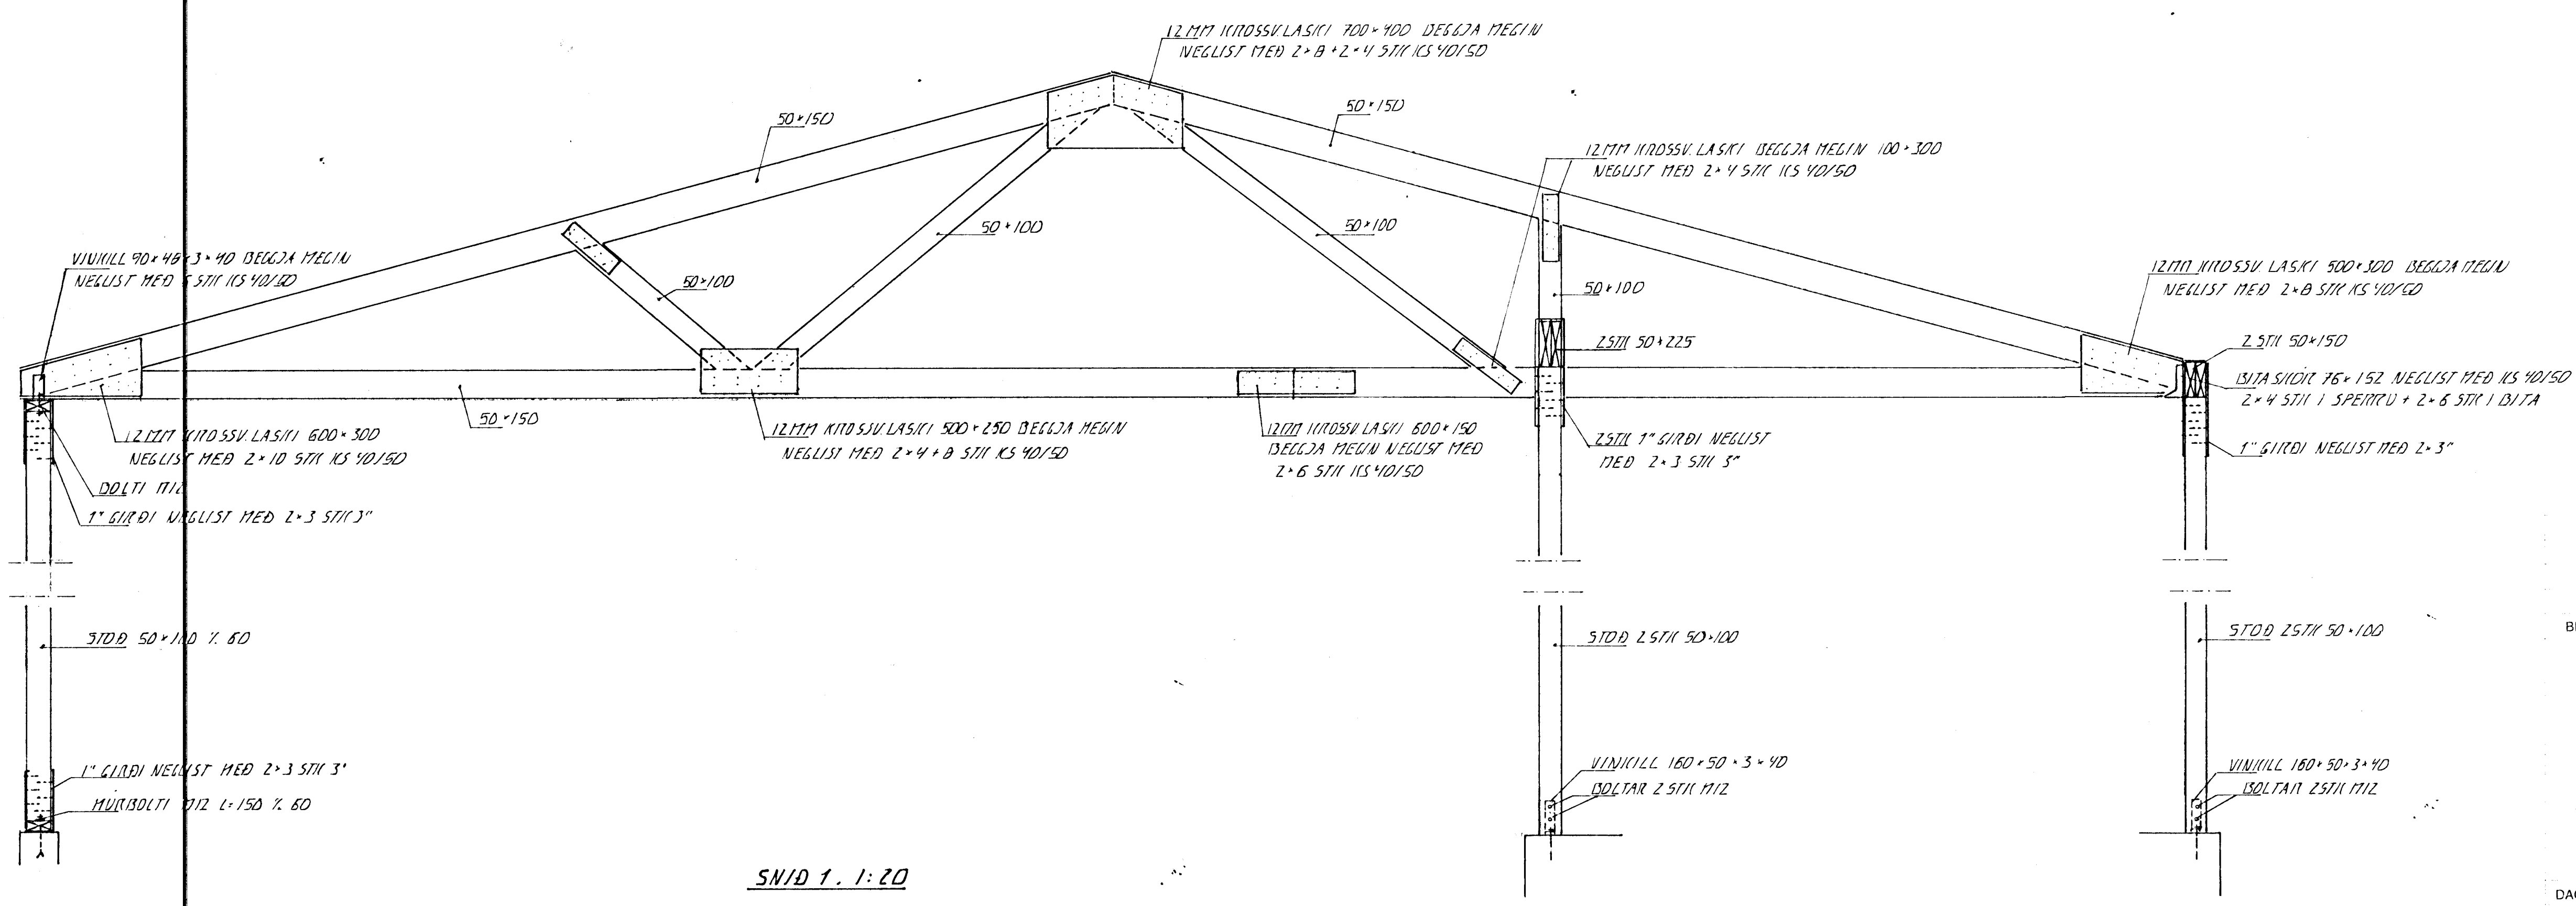 12 MM KROSSV. LASKI 700×400 BEGGJA MEGIN
NEGLIST MEÐ 2×8 + 2×4 STK KS 40/50
50×150
50×150
12 MM KROSSV. LASKI BEGGJA MEGIN 100×300
NEGLIST MEÐ 2×4 STK KS 40/50
50×100
50×100
VINKILL 90×48×3×40 BEGGJA MEGIN
NEGLIST MEÐ STK KS 40/50
50×100
50×100
12 MM KROSSV. LASKI 500×300 BEGGJA MEGIN
NEGLIST MEÐ 2×8 STK KS 40/50
2 STK 50×225
2 STK 50×150
BITASKÓR 76×152 NEGLIST MEÐ KS 40/50
2×4 STK Í SPERRU + 2×6 STK Í BITA
50×150
12 MM KROSSV. LASKI 600×300
NEGLIST MEÐ 2×10 STK KS 40/50
12 MM KROSSV. LASKI 500×250 BEGGJA MEGIN
NEGLIST MEÐ 2×4 + 8 STK KS 40/50
12 MM KROSSV. LASKI 600×150
BEGGJA MEGIN NEGLIST MEÐ
2×6 STK KS 40/50
2 STK 1" GIRÐI NEGLIST
MEÐ 2×3 STK 3"
1" GIRÐI NEGLIST MEÐ 2×3"
BOLTI M12
1" GIRÐI NEGLIST MEÐ 2×3 STK 3"
STOÐ 50×100 % 60
STOÐ 2 STK 50×100
STOÐ 2 STK 50×100
1" GIRÐI NEGLIST MEÐ 2×3 STK 3"
MÚRBOLTI M12 L=150 % 60
VINKILL 160×50×3×40
BOLTAR 2 STK M12
VINKILL 160×50×3×40
BOLTAR 2 STK M12
SNIÐ 1. 1:20